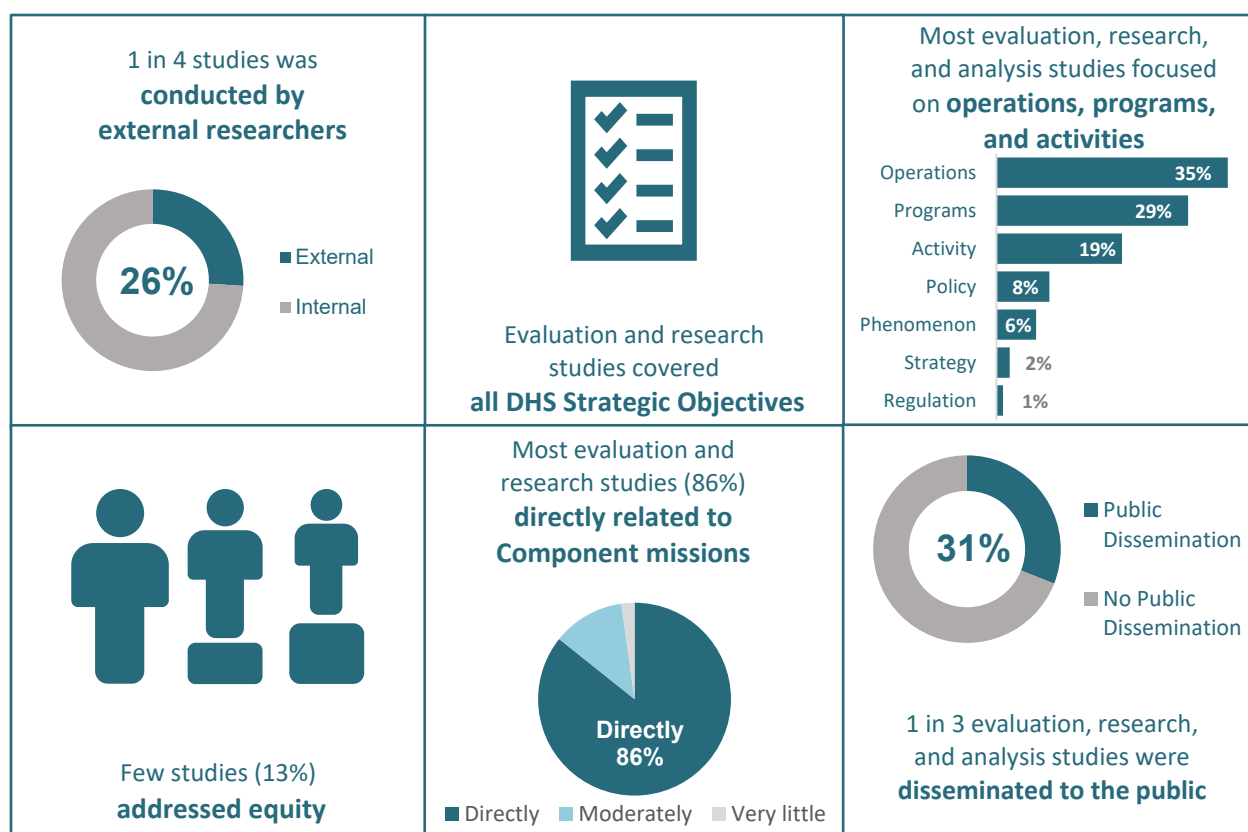 1 in 4 studies was
conducted by
external researchers
26%
External
Internal
Evaluation and research
studies covered
all DHS Strategic Objectives
Most evaluation, research,
and analysis studies focused
on operations, programs,
and activities
Operations 35%
Programs 29%
Activity 19%
Policy 8%
Phenomenon 6%
Strategy 2%
Regulation 1%
Few studies (13%)
addressed equity
Most evaluation and
research studies (86%)
directly related to
Component missions
Directly
86%
Directly Moderately Very little
31%
Public
Dissemination
No Public
Dissemination
1 in 3 evaluation, research,
and analysis studies were
disseminated to the public